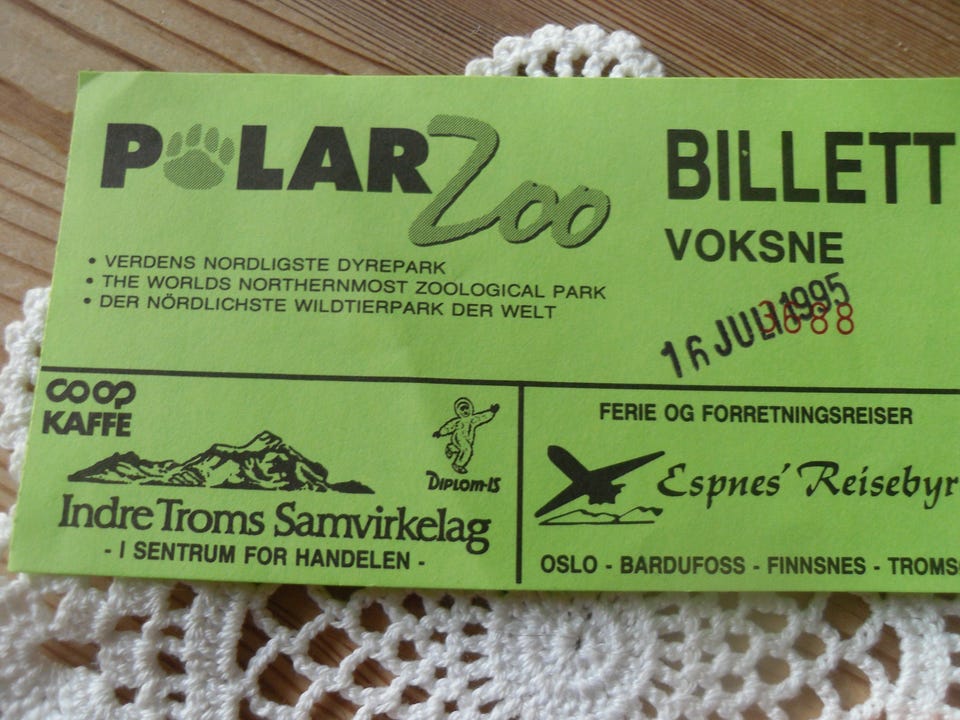 POLAR Zoo
• VERDENS NORDLIGSTE DYREPARK
• THE WORLDS NORTHERNMOST ZOOLOGICAL PARK
• DER NÖRDLICHSTE WILDTIERPARK DER WELT
BILLETT
VOKSNE
16 JULI 1995
3688
COOP
KAFFE
DIPLOM-IS
Indre Troms Samvirkelag
- I SENTRUM FOR HANDELEN -
FERIE OG FORRETNINGSREISER
Espnes' Reisebyr
OSLO - BARDUFOSS - FINNSNES - TROMS